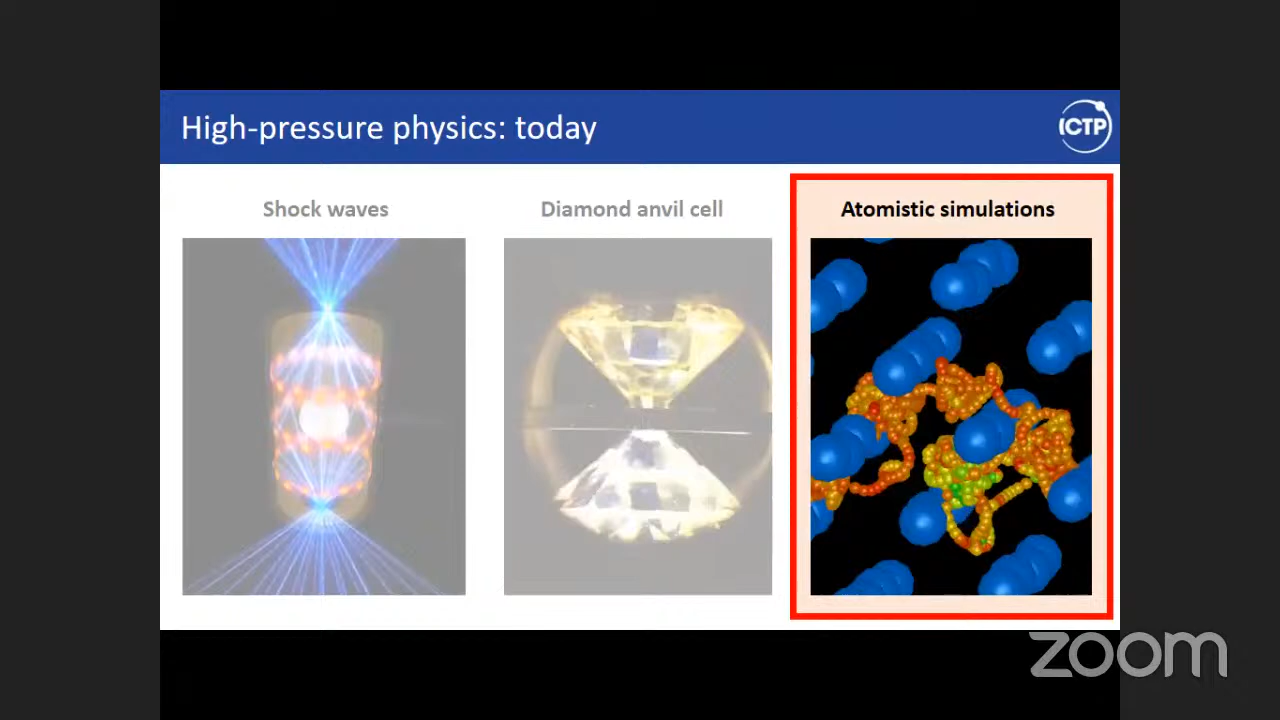 High-pressure physics: today
ICTP
Shock waves
Diamond anvil cell
Atomistic simulations
zoom